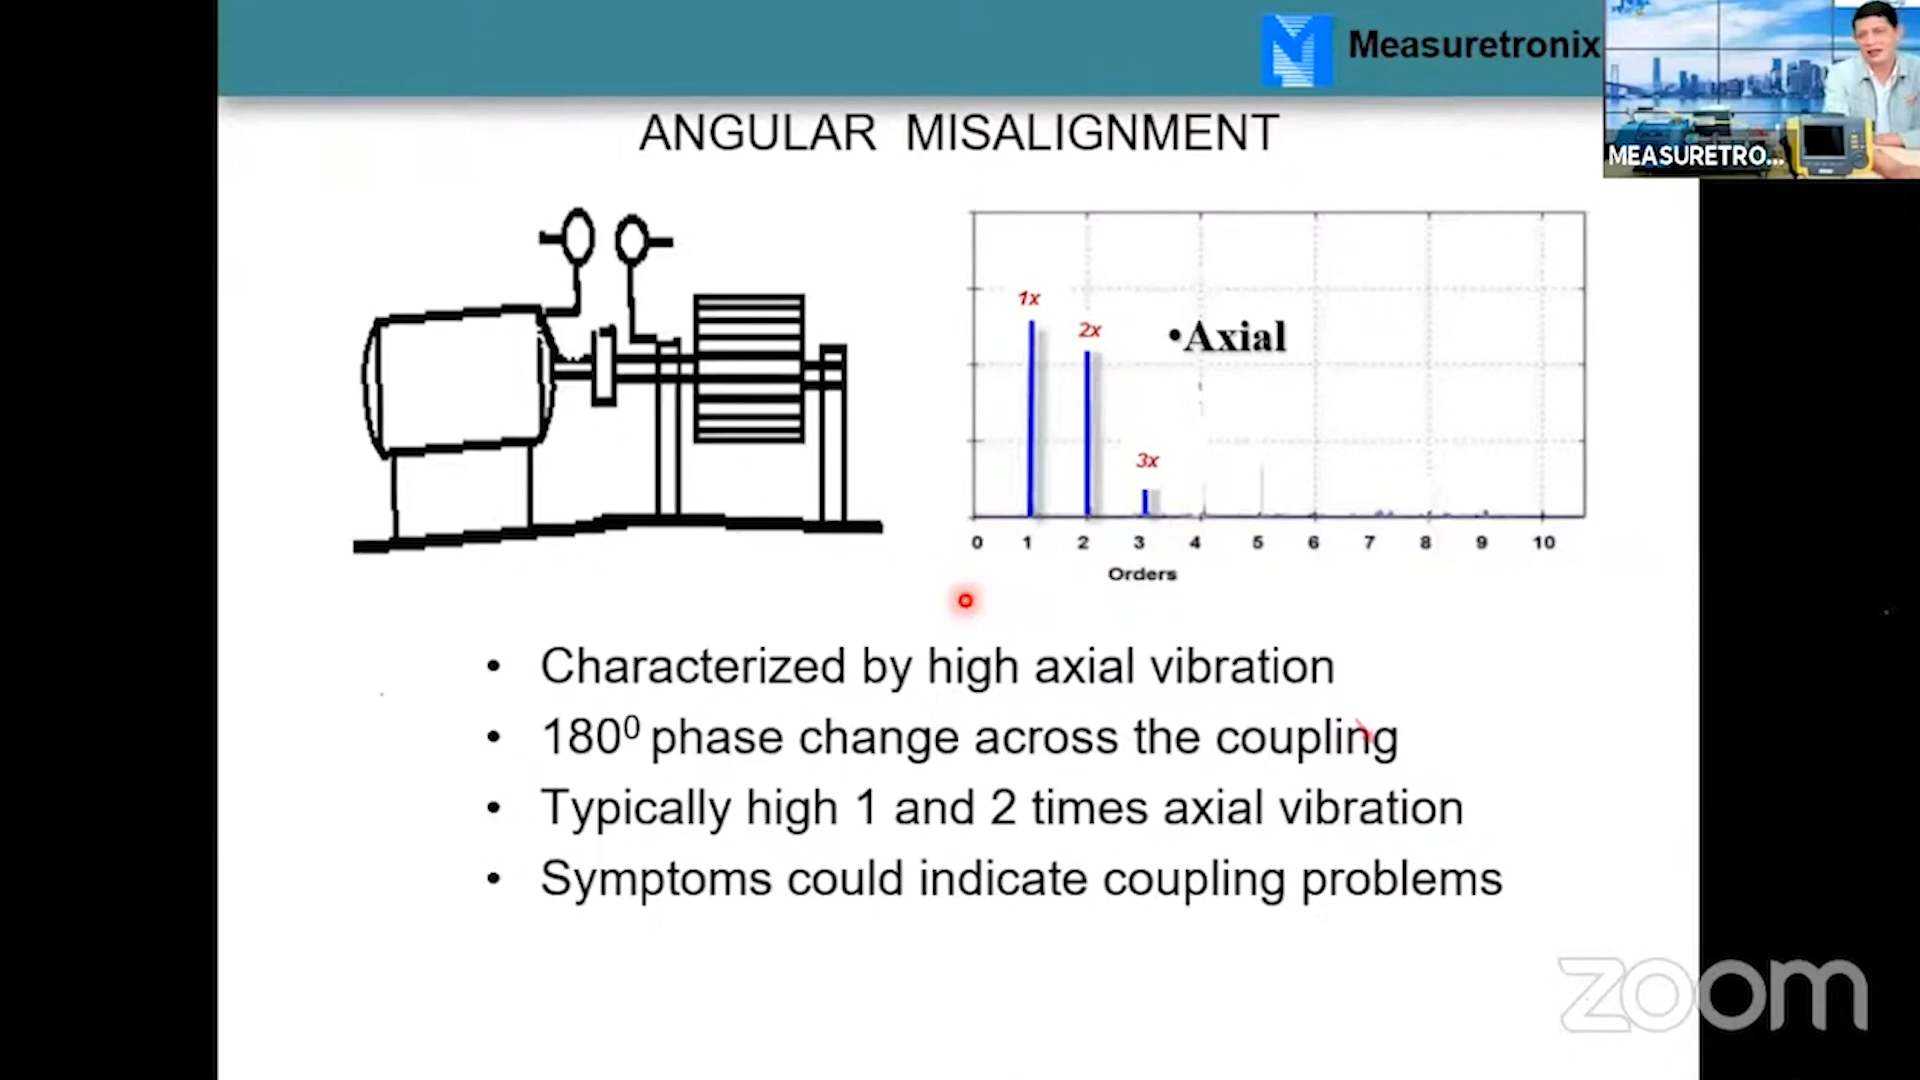 Measuretronix
MEASURETRO...
ANGULAR MISALIGNMENT
1x
2x
•Axial
3x
0 1 2 3 4 5 6 7 8 9 10
Orders
• Characterized by high axial vibration
• 180⁰ phase change across the coupling
• Typically high 1 and 2 times axial vibration
• Symptoms could indicate coupling problems
zoom